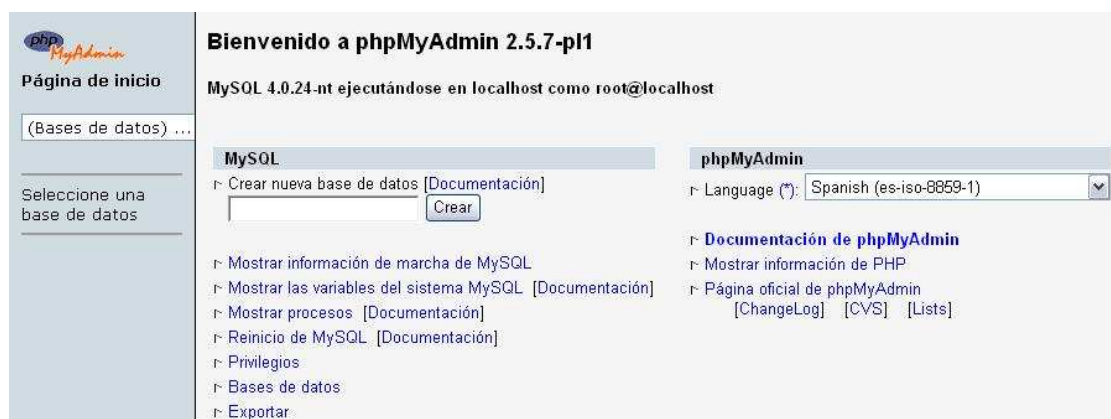 php
MyAdmin
Página de inicio
(Bases de datos) ...
Seleccione una
base de datos
Bienvenido a phpMyAdmin 2.5.7-pl1
MySQL 4.0.24-nt ejecutándose en localhost como root@localhost
MySQL
Crear nueva base de datos [Documentación]
Crear
Mostrar información de marcha de MySQL
Mostrar las variables del sistema MySQL [Documentación]
Mostrar procesos [Documentación]
Reinicio de MySQL [Documentación]
Privilegios
Bases de datos
Exportar
phpMyAdmin
Language (*): Spanish (es-iso-8859-1)
Documentación de phpMyAdmin
Mostrar información de PHP
Página oficial de phpMyAdmin
[ChangeLog] [CVS] [Lists]